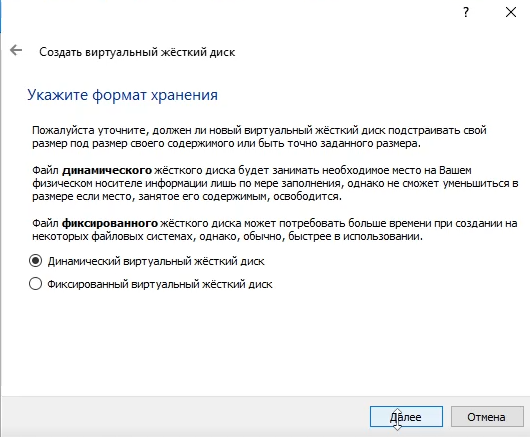 ?
Создать виртуальный жёсткий диск
Укажите формат хранения
Пожалуйста уточните, должен ли новый виртуальный жёсткий диск подстраивать свой
размер под размер своего содержимого или быть точно заданного размера.
Файл динамического жёсткого диска будет занимать необходимое место на Вашем
физическом носителе информации лишь по мере заполнения, однако не сможет уменьшиться в
размере если место, занятое его содержимым, освободится.
Файл фиксированного жёсткого диска может потребовать больше времени при создании на
некоторых файловых системах, однако, обычно, быстрее в использовании.
Динамический виртуальный жёсткий диск
Фиксированный виртуальный жёсткий диск
Далее Отмена